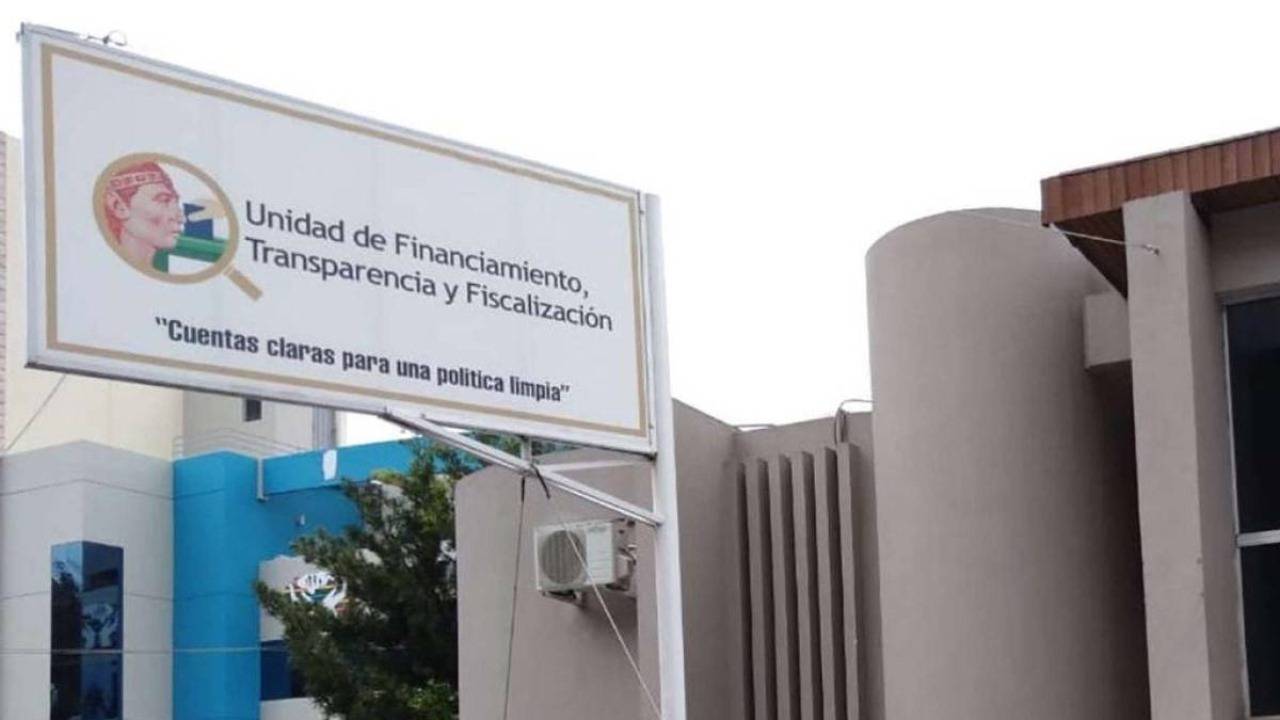 Unidad de Financiamiento,
Transparencia y Fiscalización
"Cuentas claras para una política limpia"